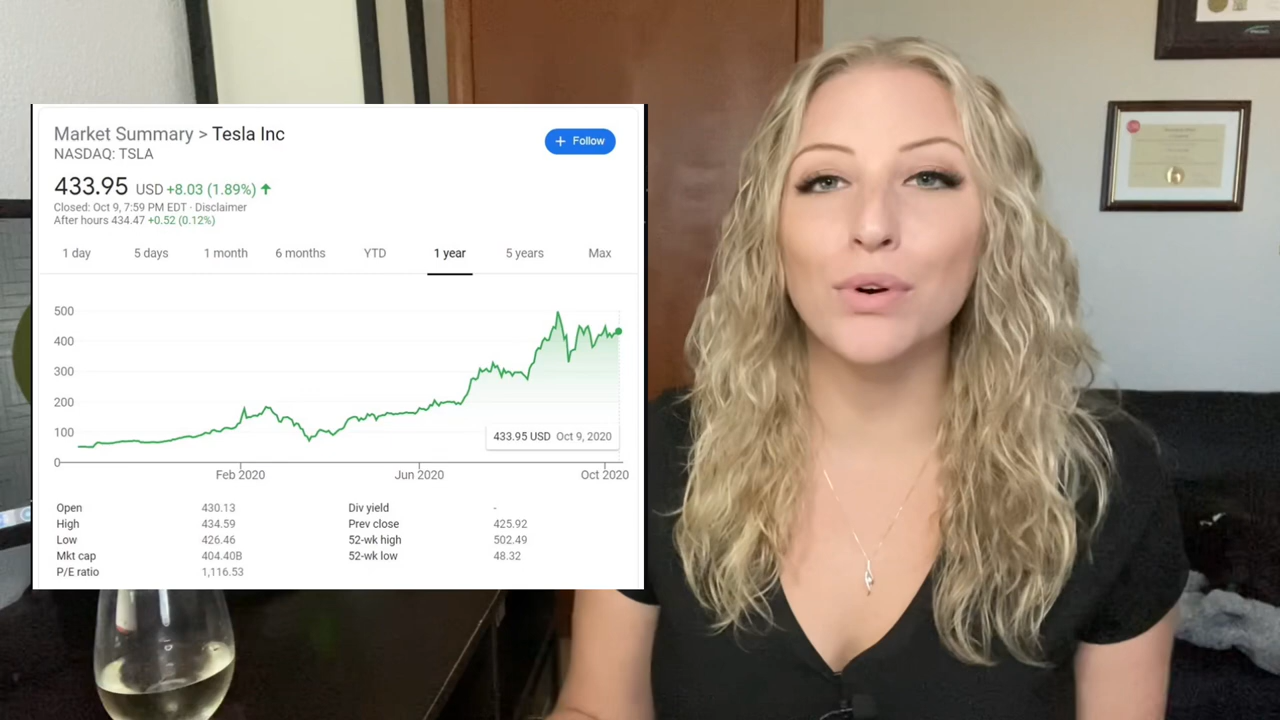 Market Summary > Tesla Inc
NASDAQ: TSLA
+ Follow
433.95 USD +8.03 (1.89%) ↑
Closed: Oct 9, 7:59 PM EDT · Disclaimer
After hours 434.47 +0.52 (0.12%)
1 day 5 days 1 month 6 months YTD 1 year 5 years Max
500
400
300
200
100
0
433.95 USD Oct 9, 2020
Feb 2020 Jun 2020 Oct 2020
Open 430.13 Div yield -
High 434.59 Prev close 425.92
Low 426.46 52-wk high 502.49
Mkt cap 404.40B 52-wk low 48.32
P/E ratio 1,116.53